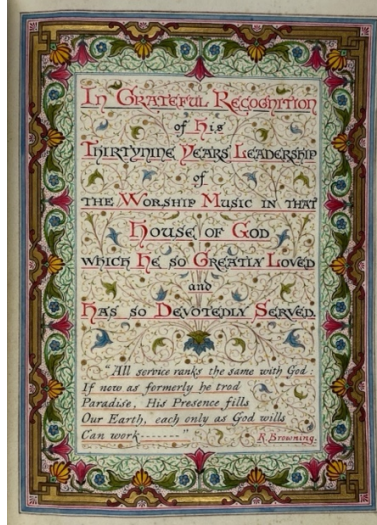 In Grateful Recognition
of His
Thirtynine Years' Leadership
of
the Worship Music in that
House of God
which He so Greatly Loved
and
Has so Devotedly Served.
"All service ranks the same with God:
If now as formerly he trod
Paradise, His Presence fills
Our Earth, each only as God wills
Can work-------"
R. Browning.